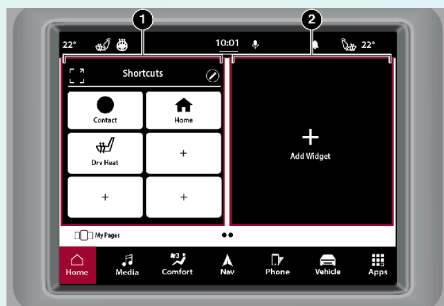 1 2
22° 10:01 22°
Shortcuts
Contact Home
Drv Heat +
+ +
+
Add Widget
My Pages
Home Media Comfort Nav Phone Vehicle Apps